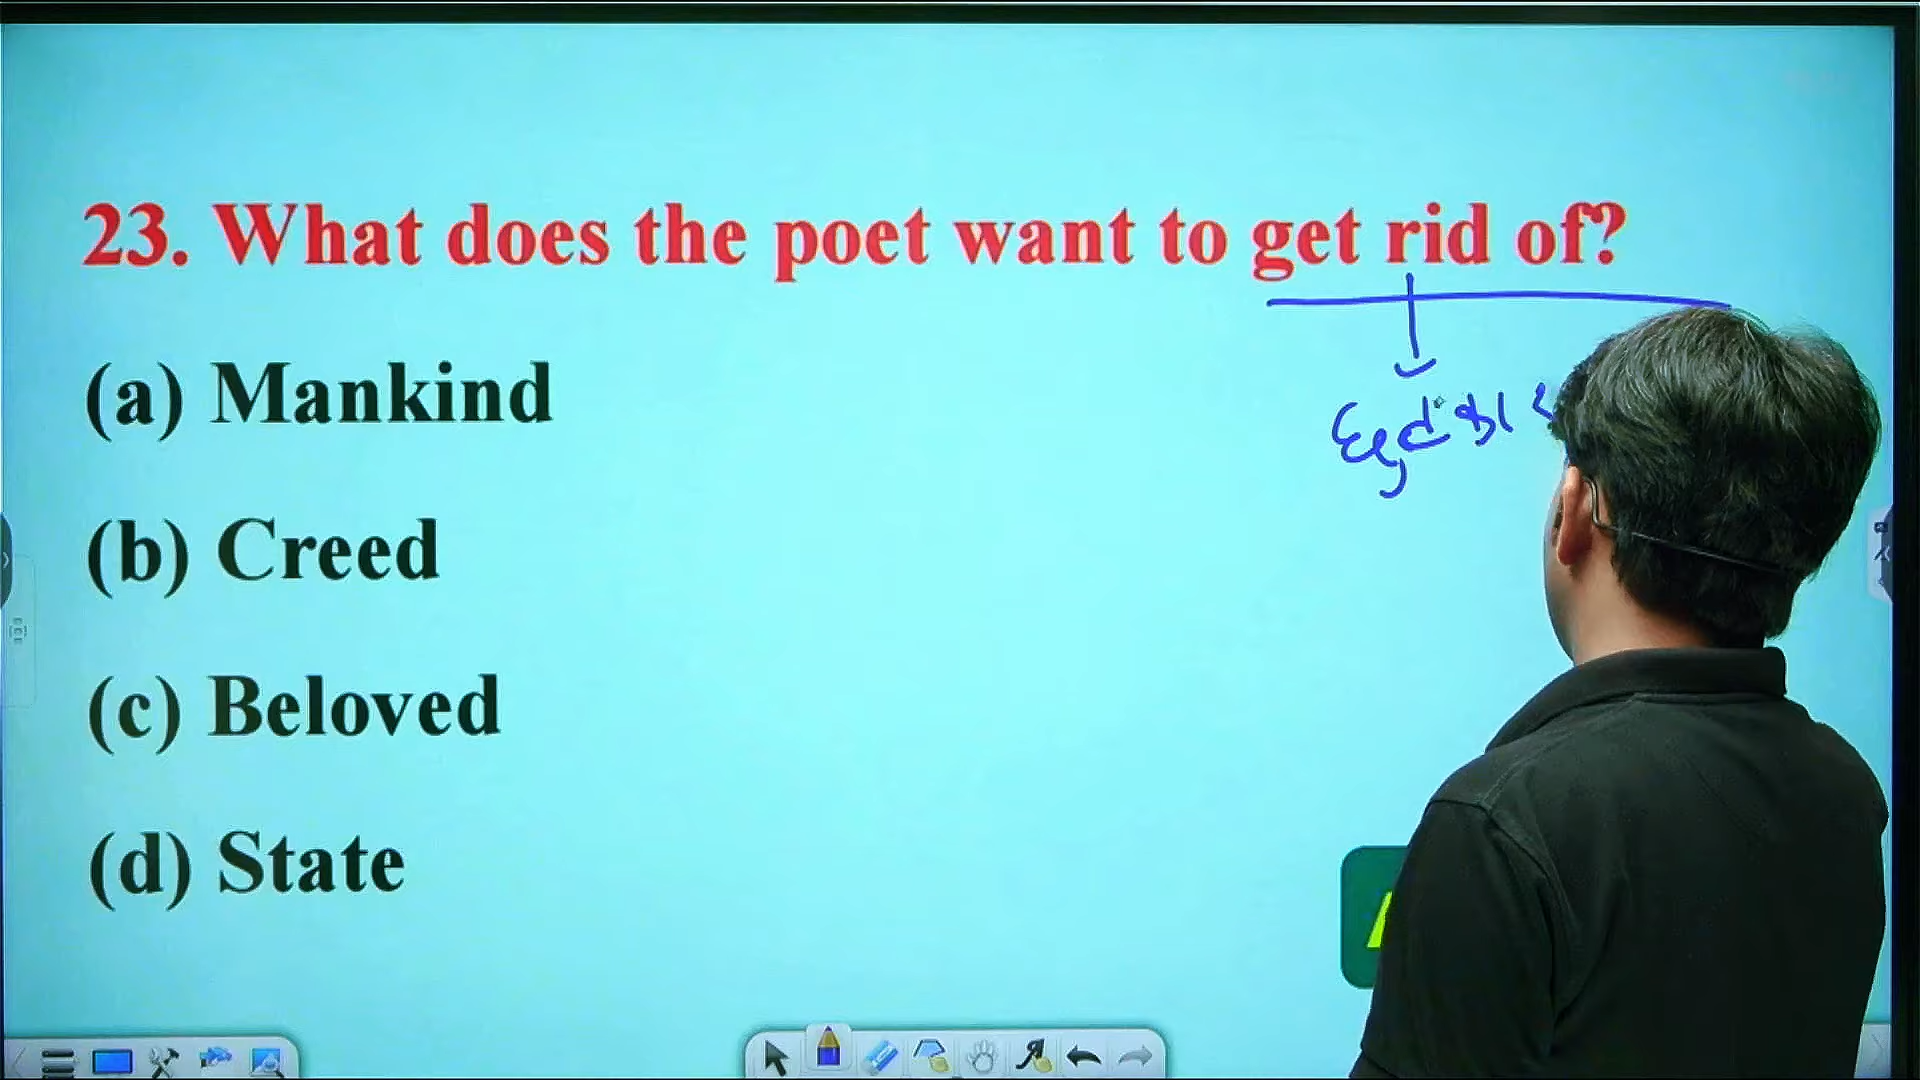 23. What does the poet want to get rid of?
(a) Mankind
(b) Creed
(c) Beloved
(d) State